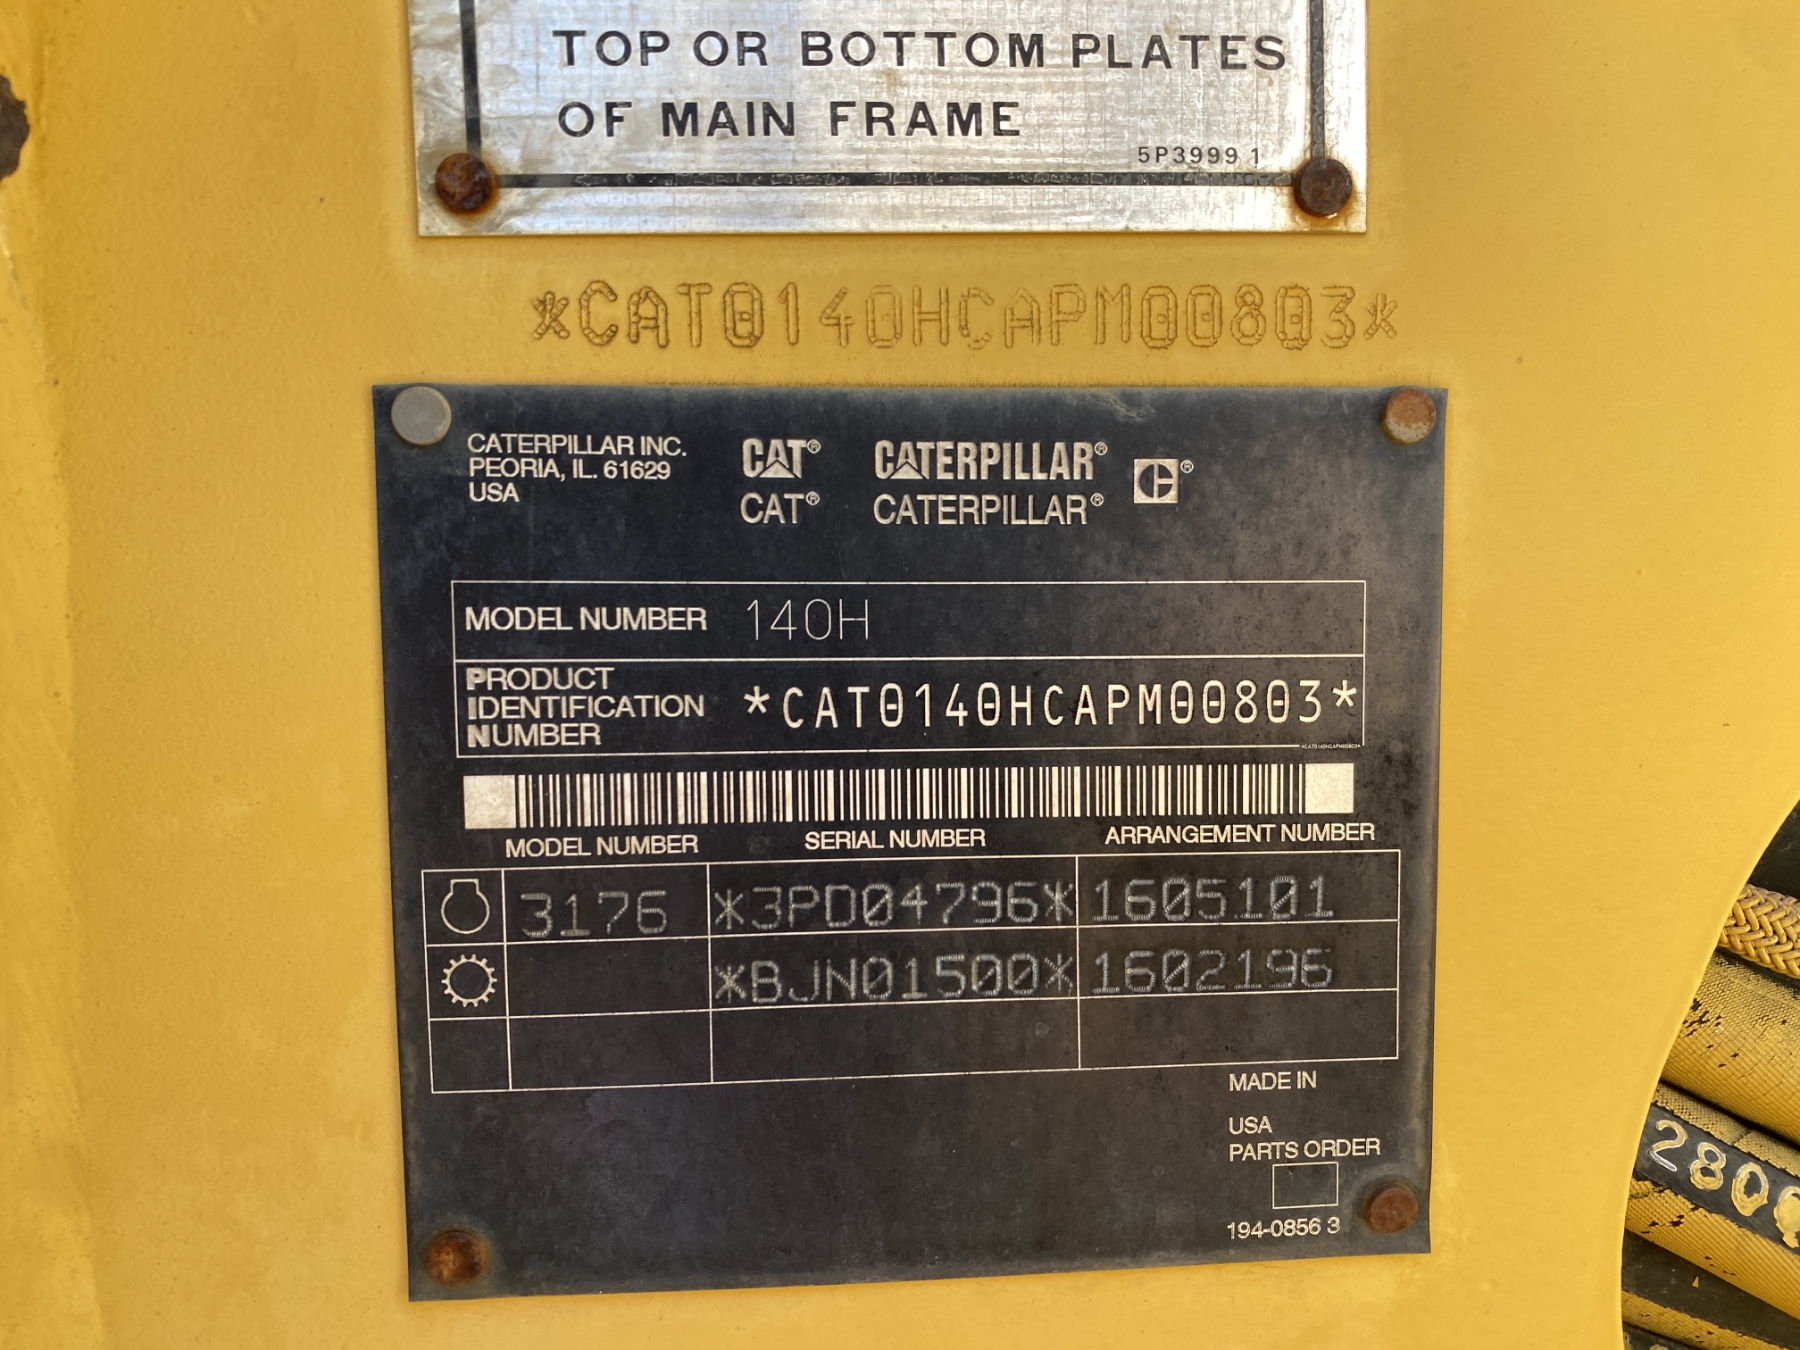 TOP OR BOTTOM PLATES
OF MAIN FRAME
5P3999 1
*CAT0140HCAPM00803*
CATERPILLAR INC.
PEORIA, IL. 61629
USA
CAT® CATERPILLAR® ®
CAT® CATERPILLAR®
MODEL NUMBER 140H
PRODUCT
IDENTIFICATION
NUMBER
*CAT0140HCAPM00803*
*CAT0140HCAPM00803*
MODEL NUMBER SERIAL NUMBER ARRANGEMENT NUMBER
3176 *3PD04796* 1605101
*BJN01500* 1602196
MADE IN
USA
PARTS ORDER
194-0856 3